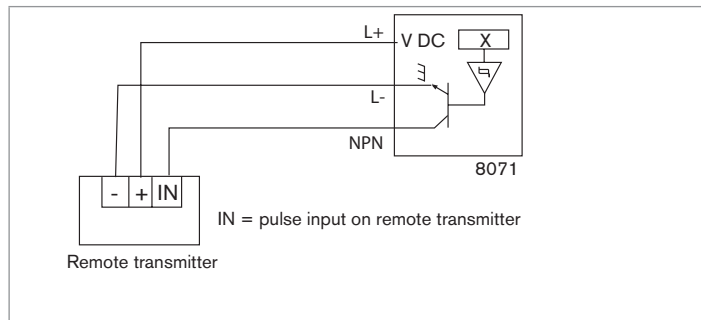 L+
V DC
X
L-
NPN
8071
- + IN
IN = pulse input on remote transmitter
Remote transmitter